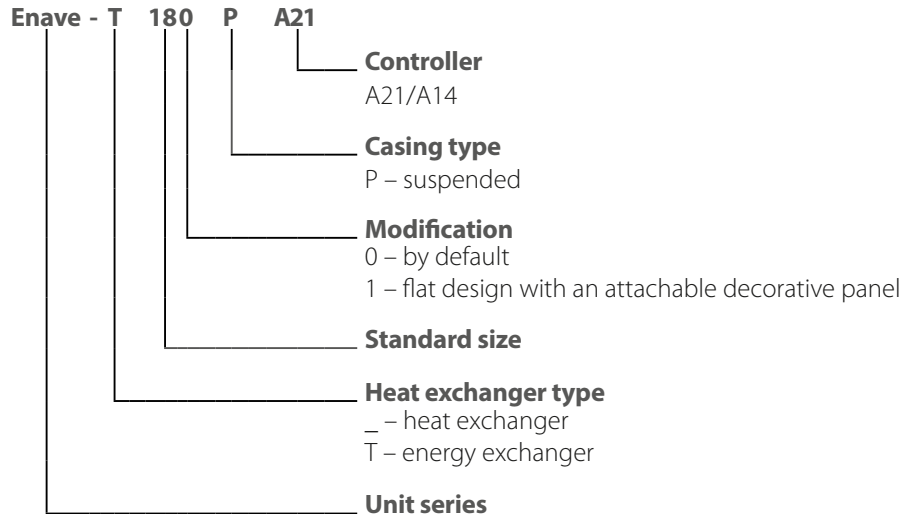 Enave - T 180 P A21
Controller
A21/A14
Casing type
P – suspended
Modification
0 – by default
1 – flat design with an attachable decorative panel
Standard size
Heat exchanger type
_ – heat exchanger
T – energy exchanger
Unit series